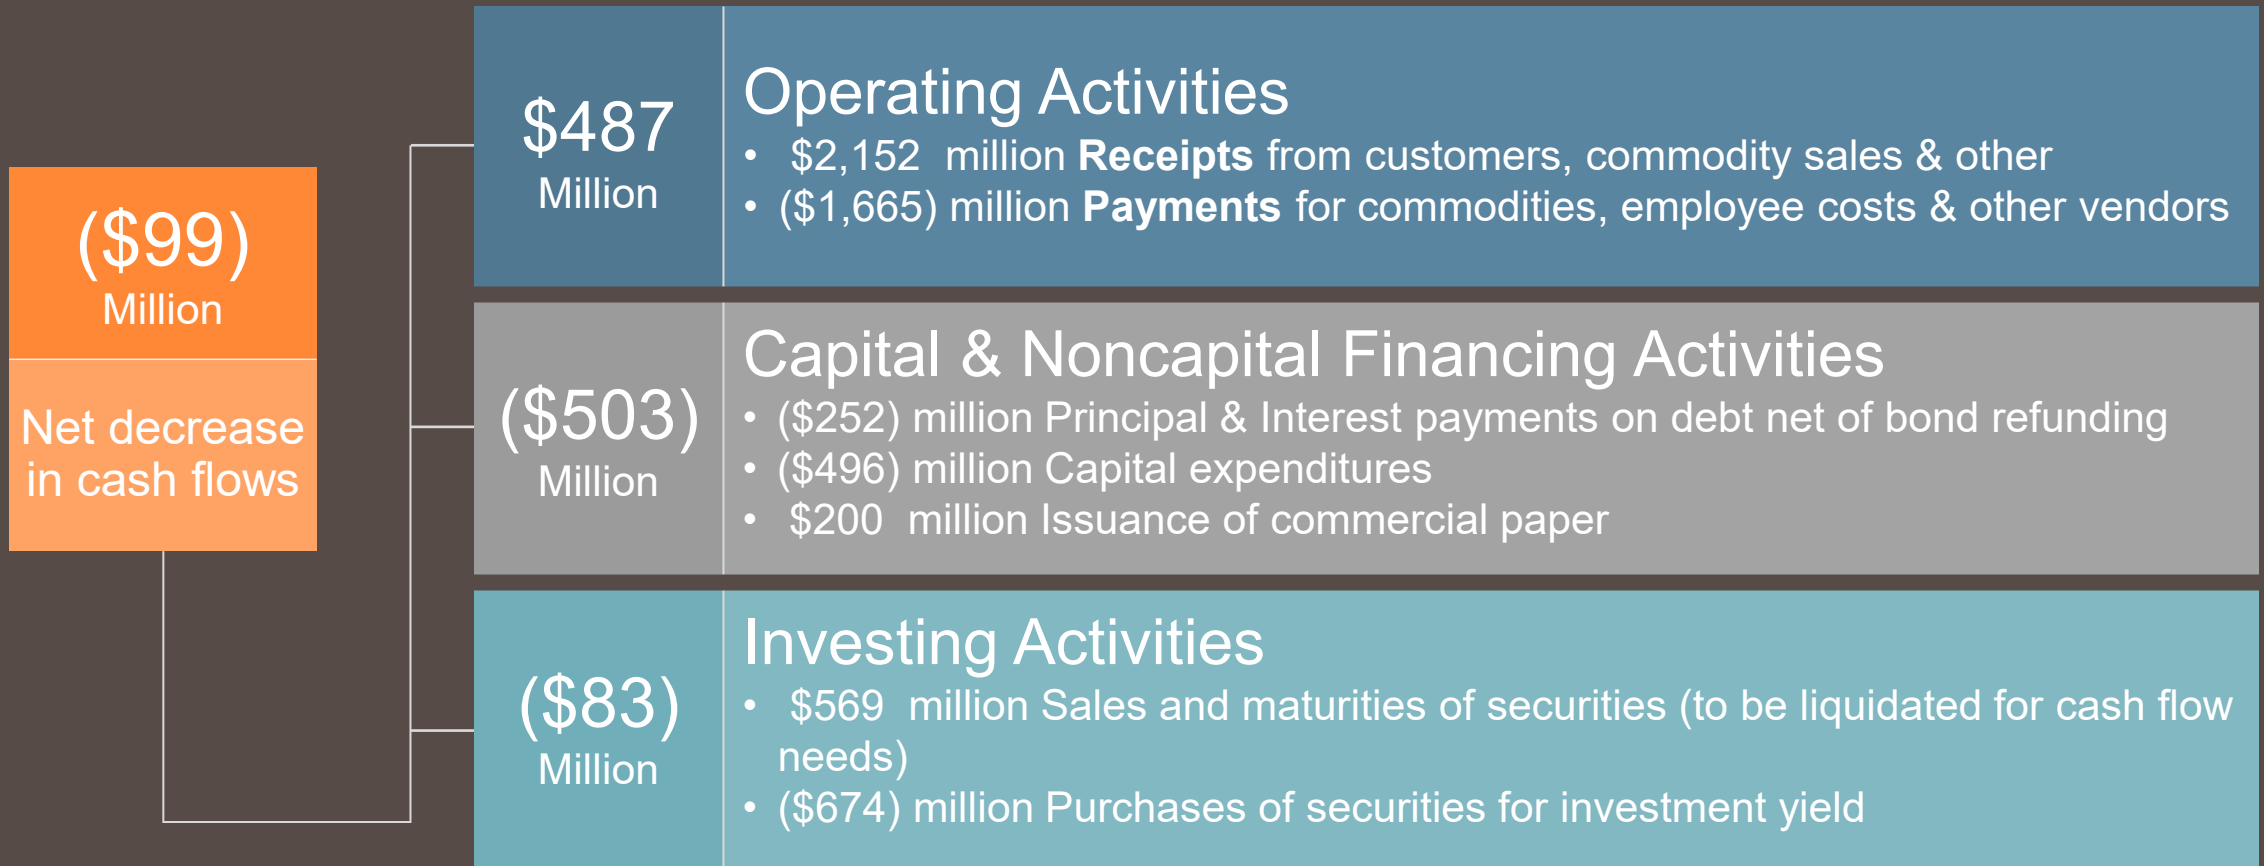 ($99)
Million
Net decrease
in cash flows
$487
Million
Operating Activities
• $2,152 million Receipts from customers, commodity sales & other
• ($1,665) million Payments for commodities, employee costs & other vendors
($503)
Million
Capital & Noncapital Financing Activities
• ($252) million Principal & Interest payments on debt net of bond refunding
• ($496) million Capital expenditures
• $200 million Issuance of commercial paper
($83)
Million
Investing Activities
• $569 million Sales and maturities of securities (to be liquidated for cash flow
needs)
• ($674) million Purchases of securities for investment yield